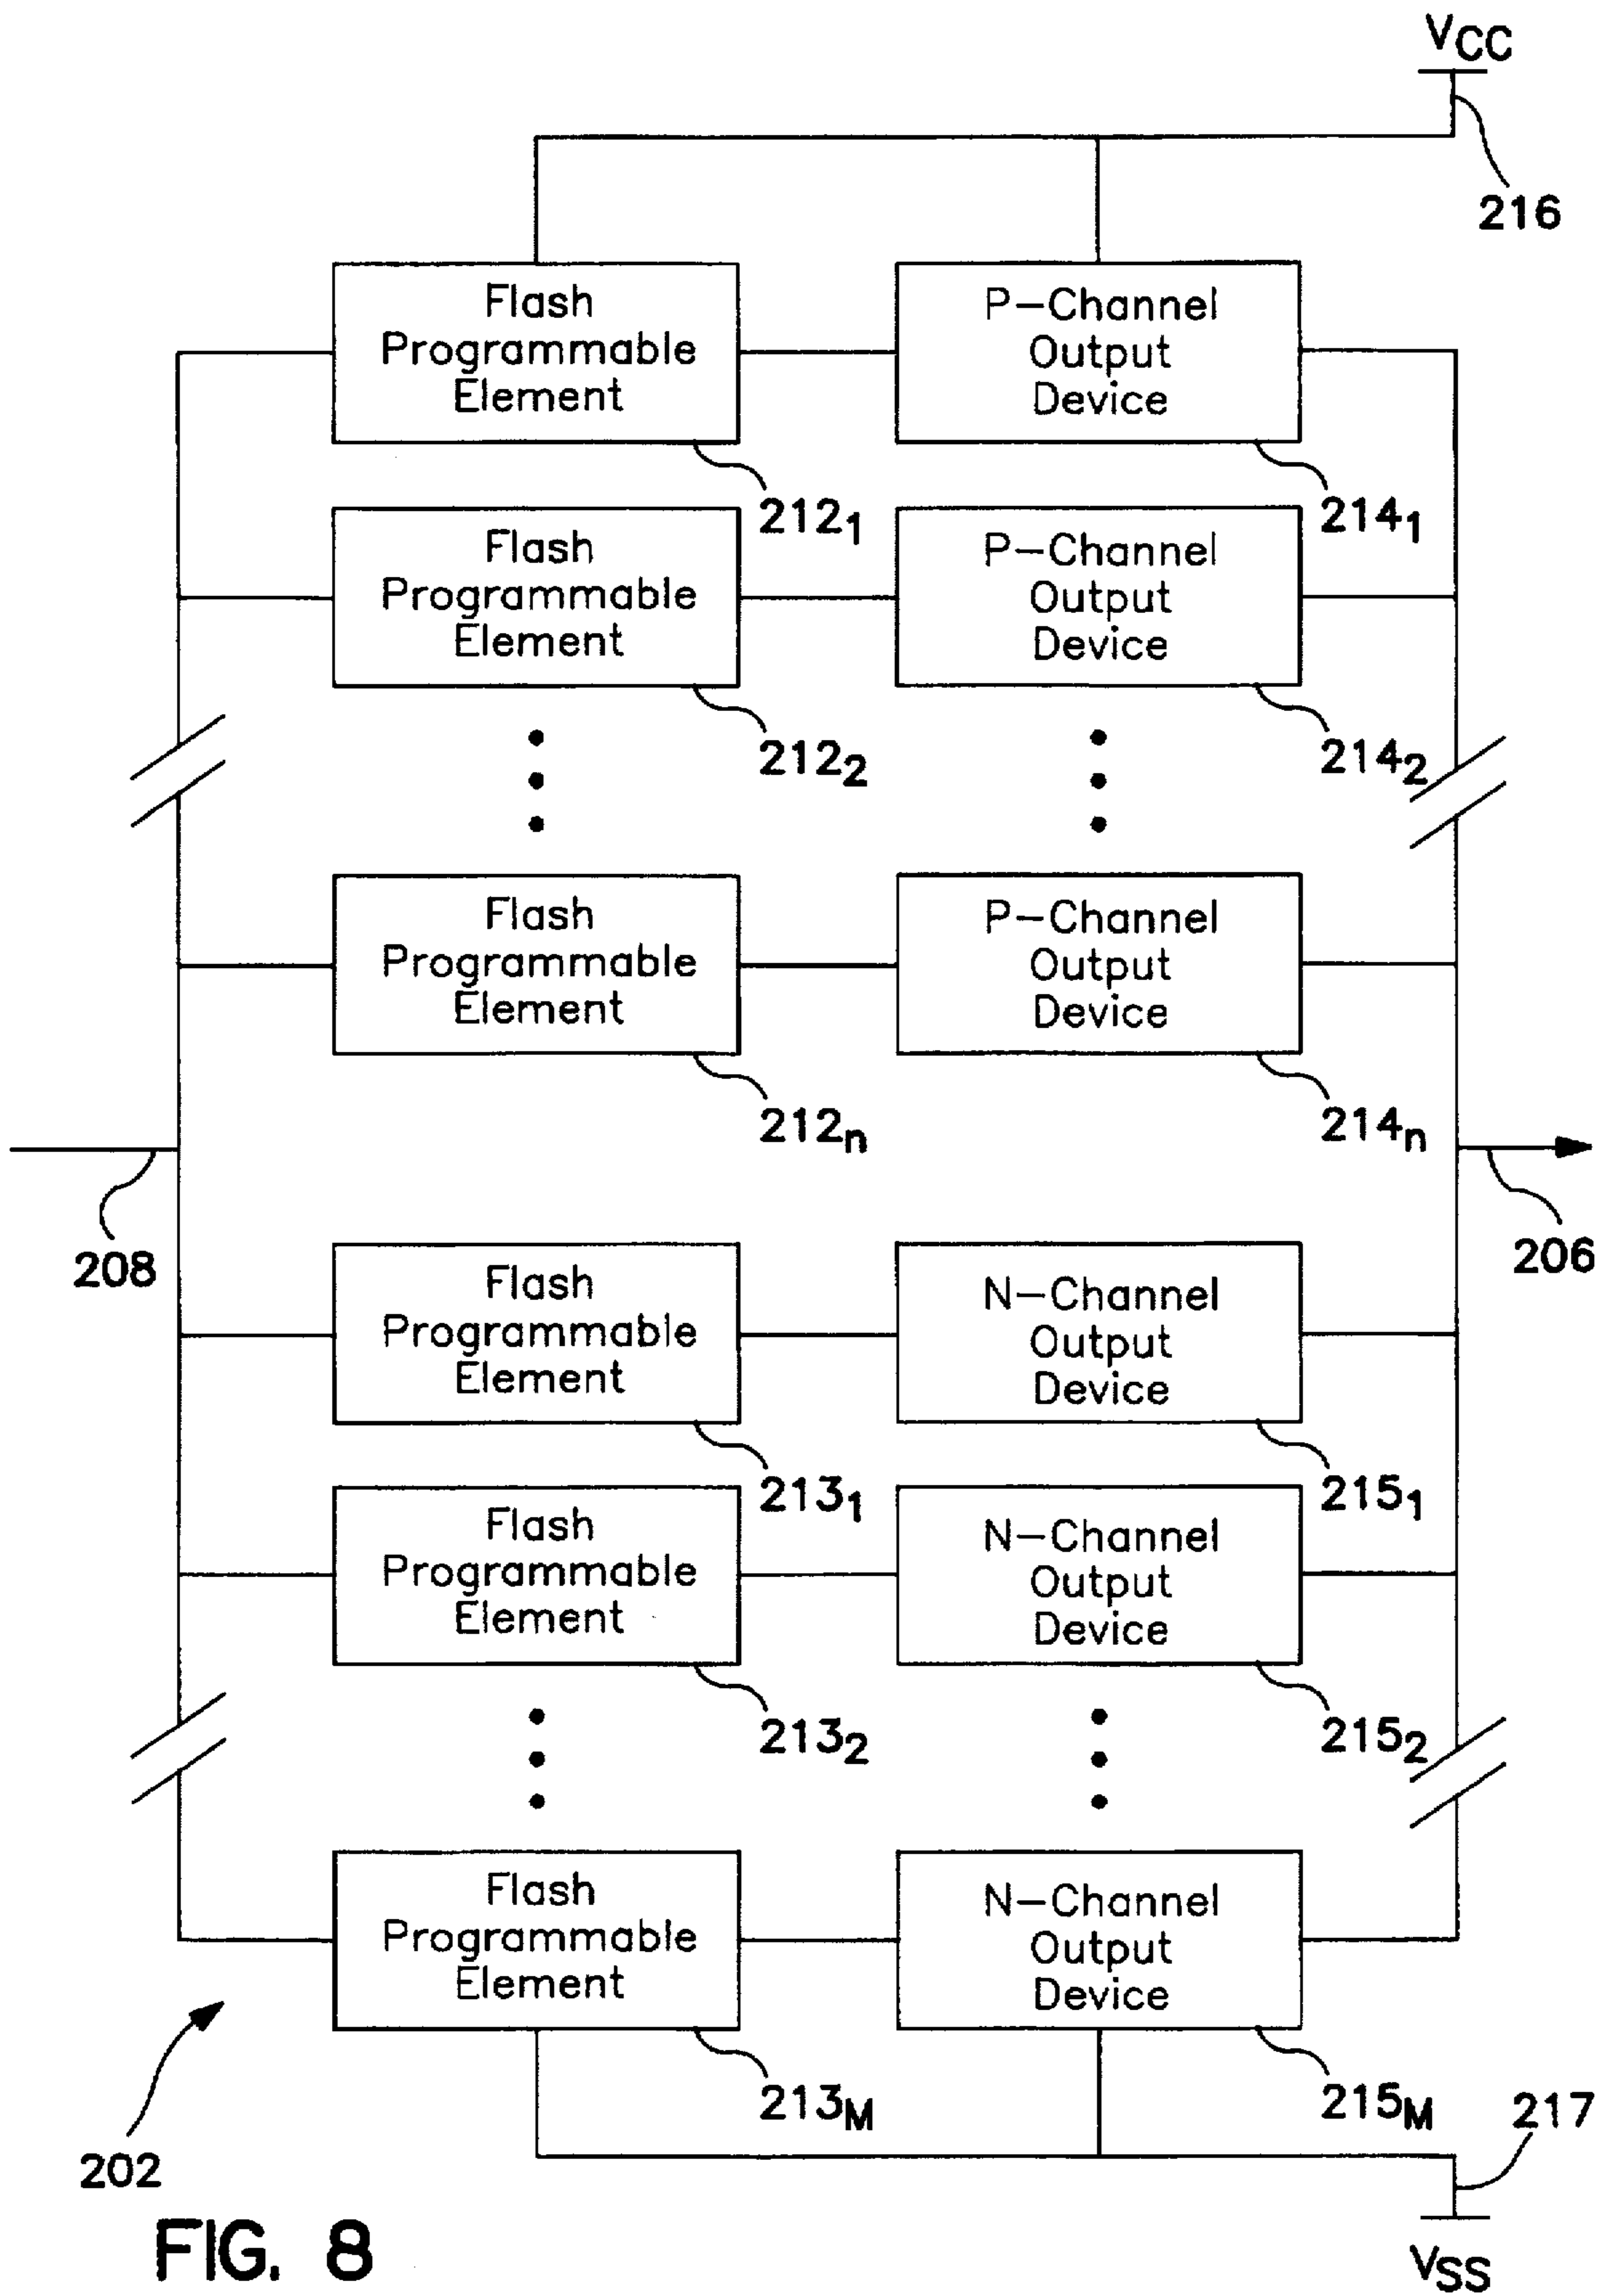 VCC
216
Flash
Programmable
Element
P-Channel
Output
Device
212₁
214₁
Flash
Programmable
Element
P-Channel
Output
Device
212₂
214₂
Flash
Programmable
Element
P-Channel
Output
Device
212ₙ
214ₙ
208
206
Flash
Programmable
Element
N-Channel
Output
Device
213₁
215₁
Flash
Programmable
Element
N-Channel
Output
Device
213₂
215₂
Flash
Programmable
Element
N-Channel
Output
Device
213M
215M
217
202
FIG. 8
VSS